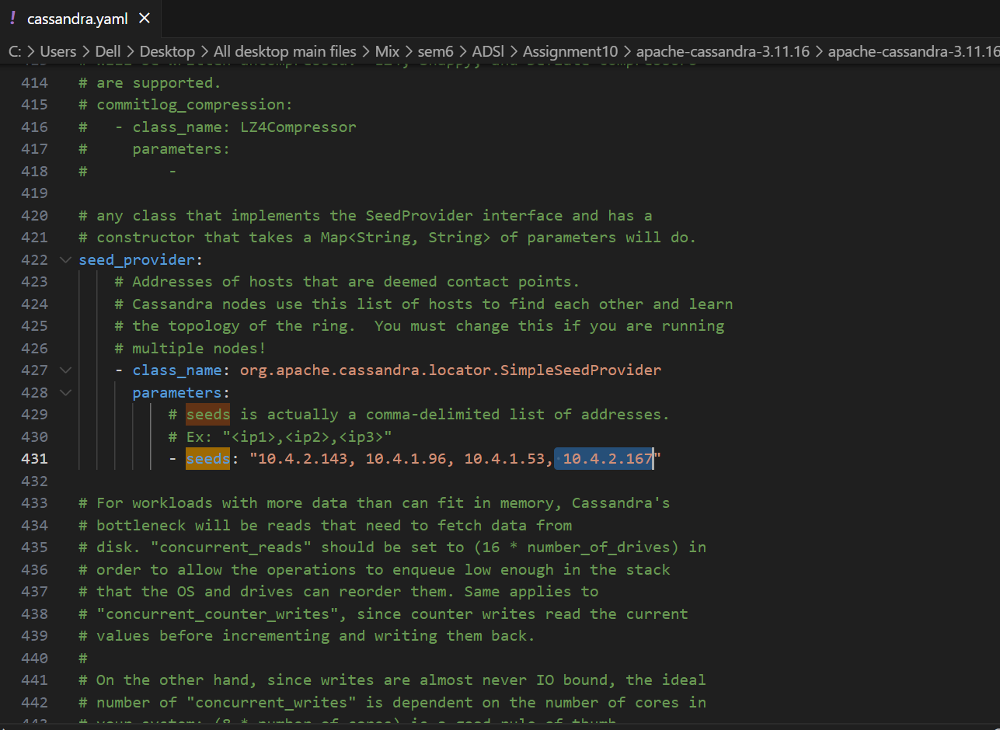 ! cassandra.yaml ✕
C: > Users > Dell > Desktop > All desktop main files > Mix > sem6 > ADSl > Assignment10 > apache-cassandra-3.11.16 > apache-cassandra-3.11.16
414 # are supported.
415 # commitlog_compression:
416 #   - class_name: LZ4Compressor
417 #     parameters:
418 #         -
419
420 # any class that implements the SeedProvider interface and has a
421 # constructor that takes a Map<String, String> of parameters will do.
422 seed_provider:
423     # Addresses of hosts that are deemed contact points.
424     # Cassandra nodes use this list of hosts to find each other and learn
425     # the topology of the ring.  You must change this if you are running
426     # multiple nodes!
427     - class_name: org.apache.cassandra.locator.SimpleSeedProvider
428       parameters:
429           # seeds is actually a comma-delimited list of addresses.
430           # Ex: "<ip1>,<ip2>,<ip3>"
431           - seeds: "10.4.2.143, 10.4.1.96, 10.4.1.53, 10.4.2.167"
432
433 # For workloads with more data than can fit in memory, Cassandra's
434 # bottleneck will be reads that need to fetch data from
435 # disk. "concurrent_reads" should be set to (16 * number_of_drives) in
436 # order to allow the operations to enqueue low enough in the stack
437 # that the OS and drives can reorder them. Same applies to
438 # "concurrent_counter_writes", since counter writes read the current
439 # values before incrementing and writing them back.
440 #
441 # On the other hand, since writes are almost never IO bound, the ideal
442 # number of "concurrent_writes" is dependent on the number of cores in